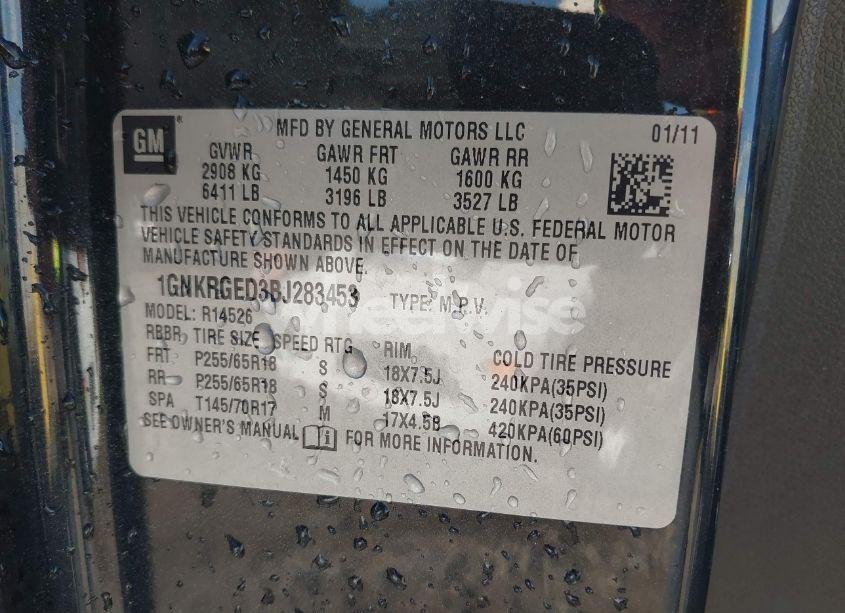 GM
MFD BY GENERAL MOTORS LLC 01/11
GVWR GAWR FRT GAWR RR
2908 KG 1450 KG 1600 KG
6411 LB 3196 LB 3527 LB
THIS VEHICLE CONFORMS TO ALL APPLICABLE U.S. FEDERAL MOTOR
VEHICLE SAFETY STANDARDS IN EFFECT ON THE DATE OF
MANUFACTURE SHOWN ABOVE.
1GNKRGED3BJ283453 TYPE: M.P.V.
MODEL: R14526
RBBR, TIRE SIZE SPEED RTG RIM COLD TIRE PRESSURE
FRT P255/65R18 S 18X7.5J 240KPA(35PSI)
RR P255/65R18 S 18X7.5J 240KPA(35PSI)
SPA T145/70R17 M 17X4.5B 420KPA(60PSI)
SEE OWNER'S MANUAL FOR MORE INFORMATION.